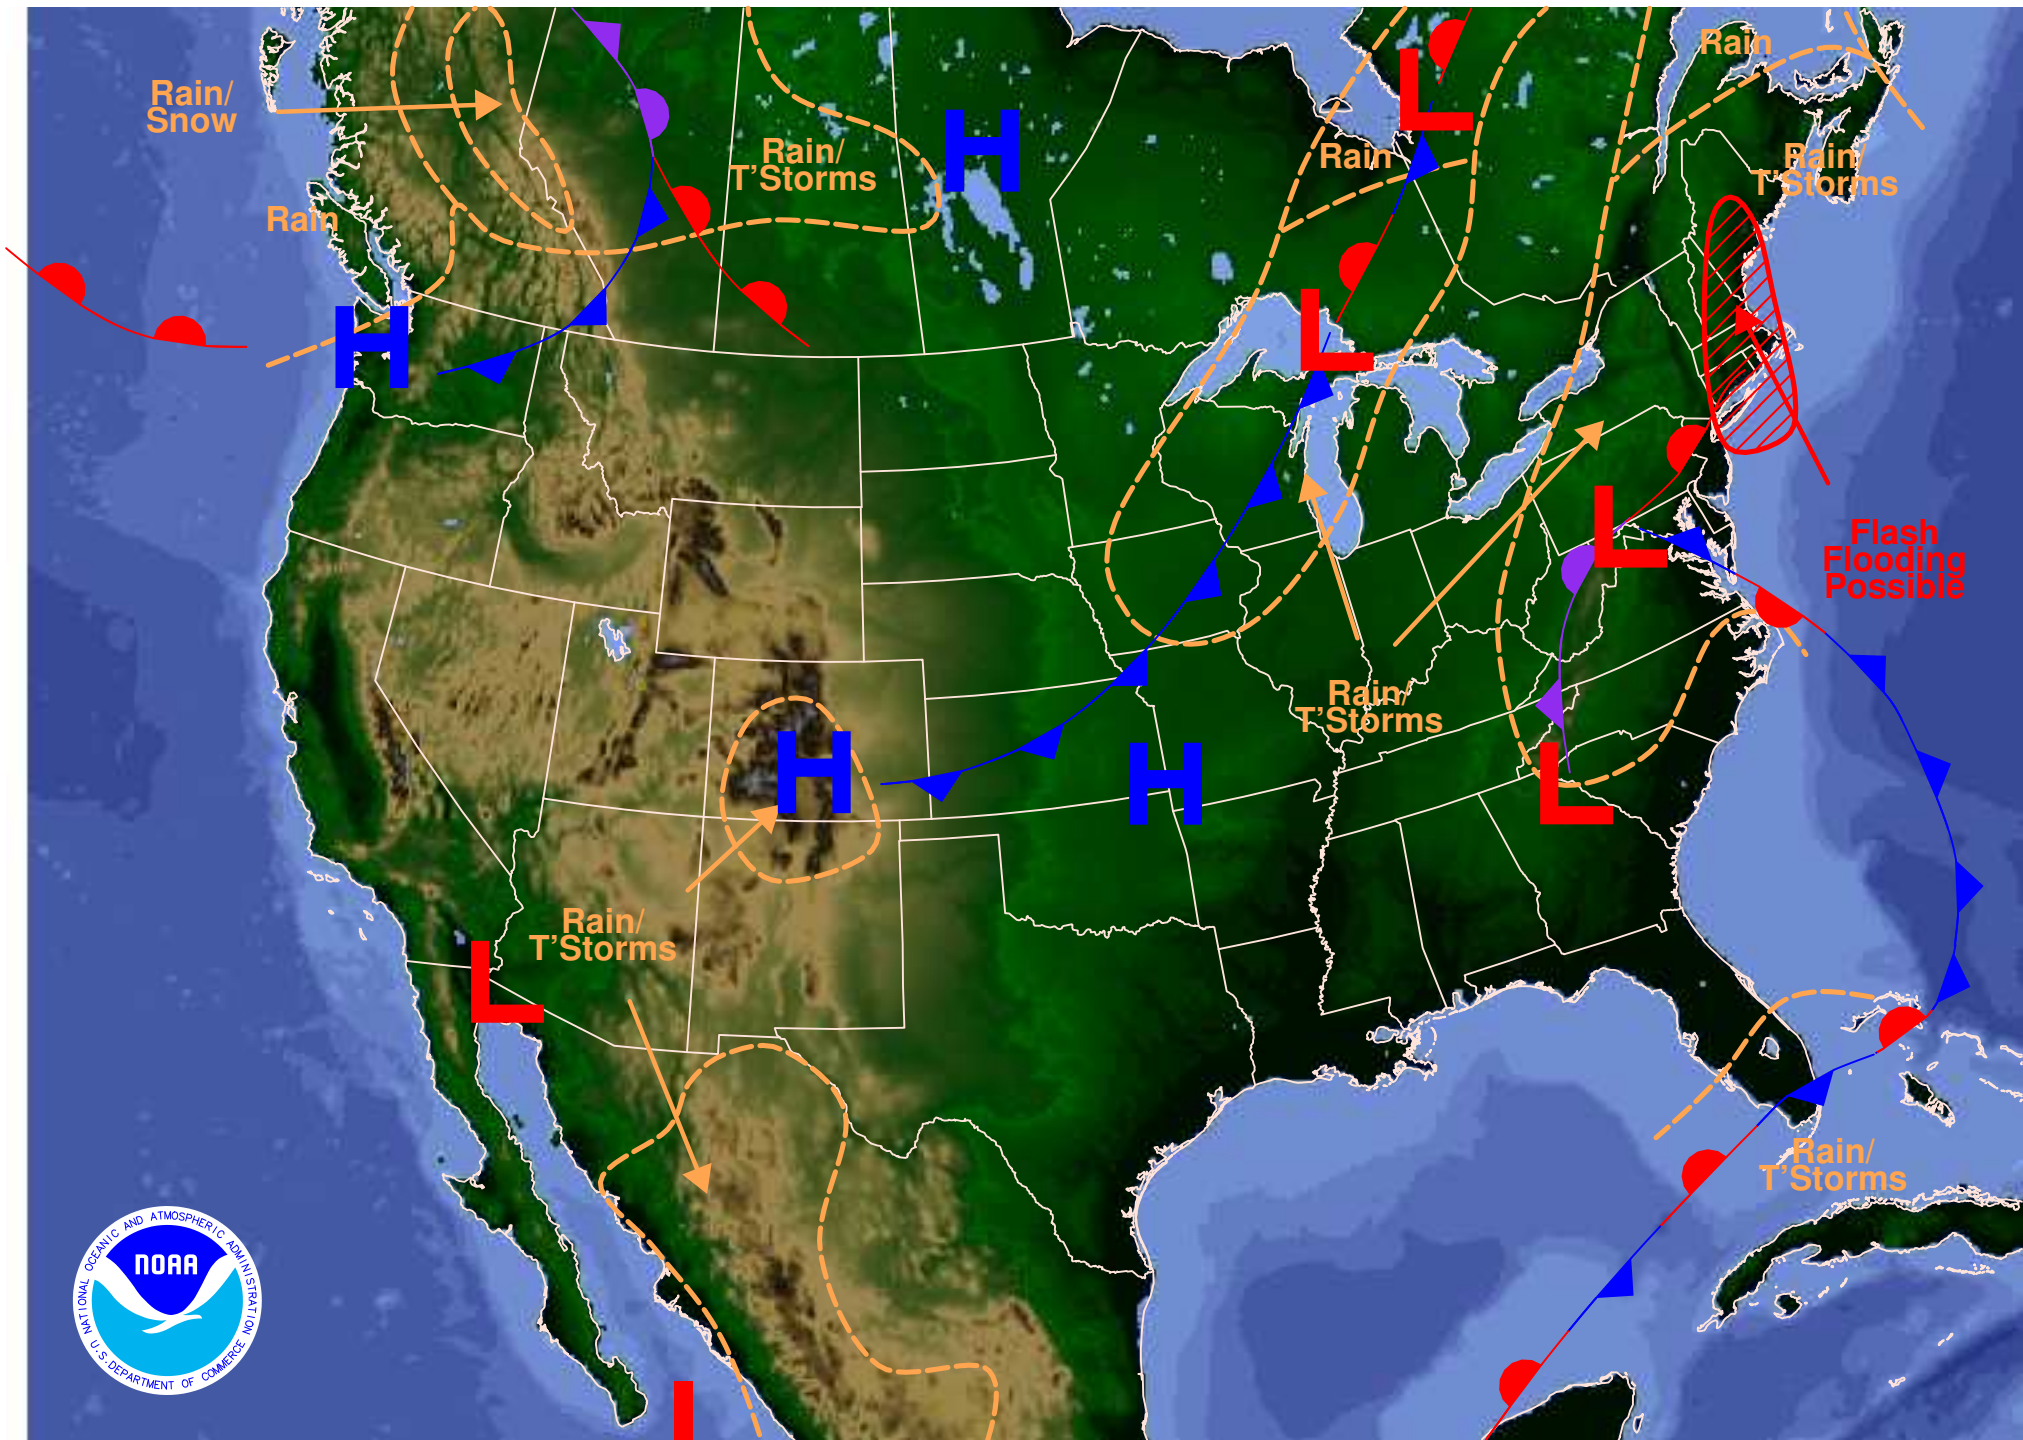 Rain
Rain/
Snow
Rain/
T'Storms
Rain
Rain/
T'Storms
Rain
H
L
H
L
L
Flash
Flooding
Possible
Rain/
T'Storms
H
H
L
Rain/
T'Storms
L
Rain/
T'Storms
L
NATIONAL OCEANIC AND ATMOSPHERIC ADMINISTRATION
NOAA
U.S. DEPARTMENT OF COMMERCE